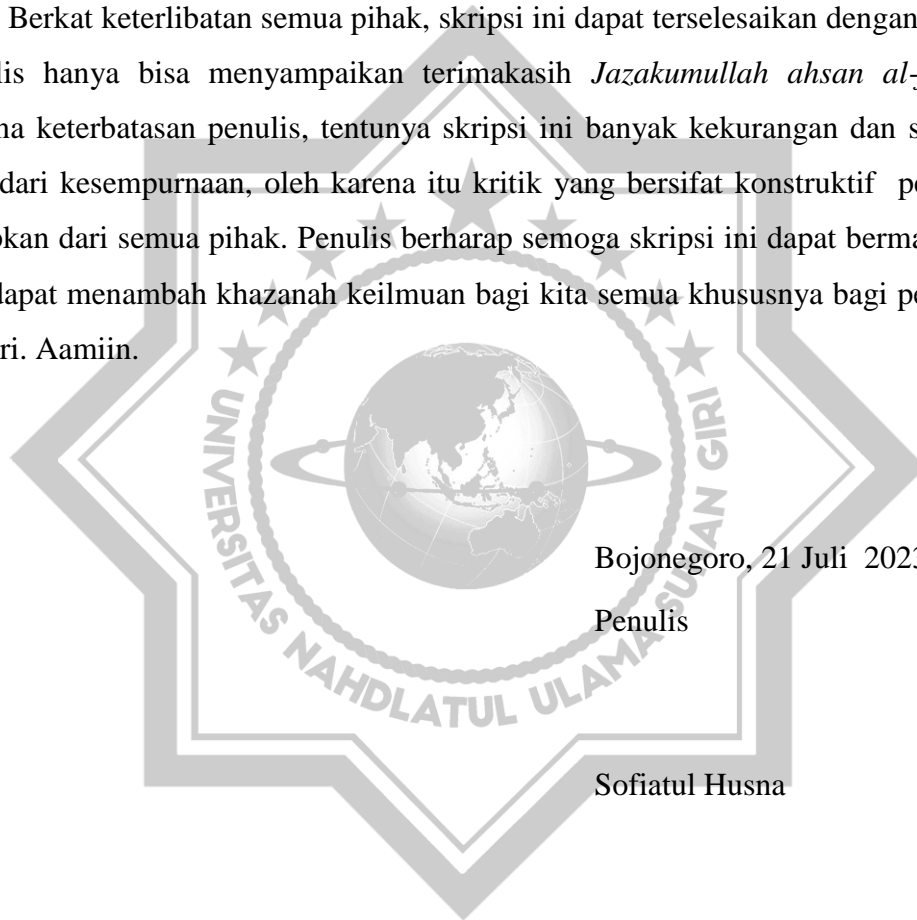 Berkat keterlibatan semua pihak, skripsi ini dapat terselesaikan dengan
lis hanya bisa menyampaikan terimakasih Jazakumullah ahsan al-j
na keterbatasan penulis, tentunya skripsi ini banyak kekurangan dan s
dari kesempurnaan, oleh karena itu kritik yang bersifat konstruktif pe
pkan dari semua pihak. Penulis berharap semoga skripsi ini dapat berma
dapat menambah khazanah keilmuan bagi kita semua khususnya bagi pe
ri. Aamiin.
UNIVERSITAS NAHDLATUL ULAMA SUNAN GIRI
Bojonegoro, 21 Juli 2023
Penulis
Sofiatul Husna